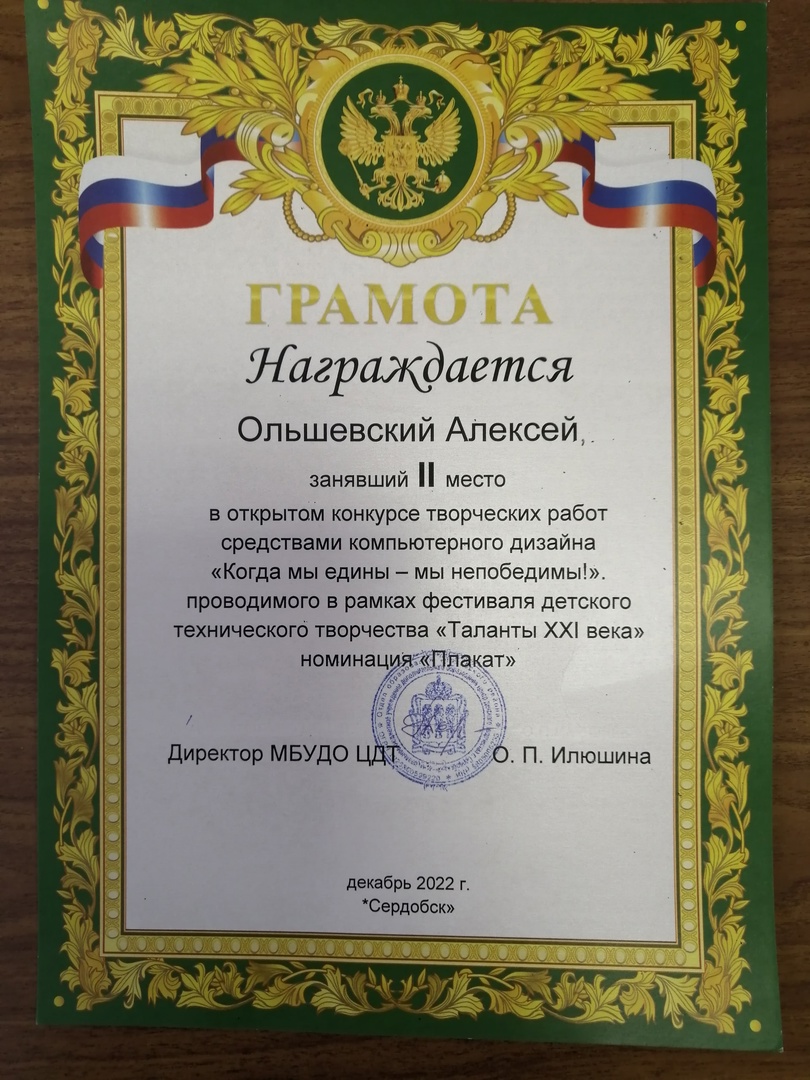 ГРАМОТА
Награждается
Ольшевский Алексей,
занявший II место
в открытом конкурсе творческих работ
средствами компьютерного дизайна
«Когда мы едины – мы непобедимы!».
проводимого в рамках фестиваля детского
технического творчества «Таланты XXI века»
номинация «Плакат»
Директор МБУДО ЦДТ О. П. Илюшина
декабрь 2022 г.
*Сердобск»